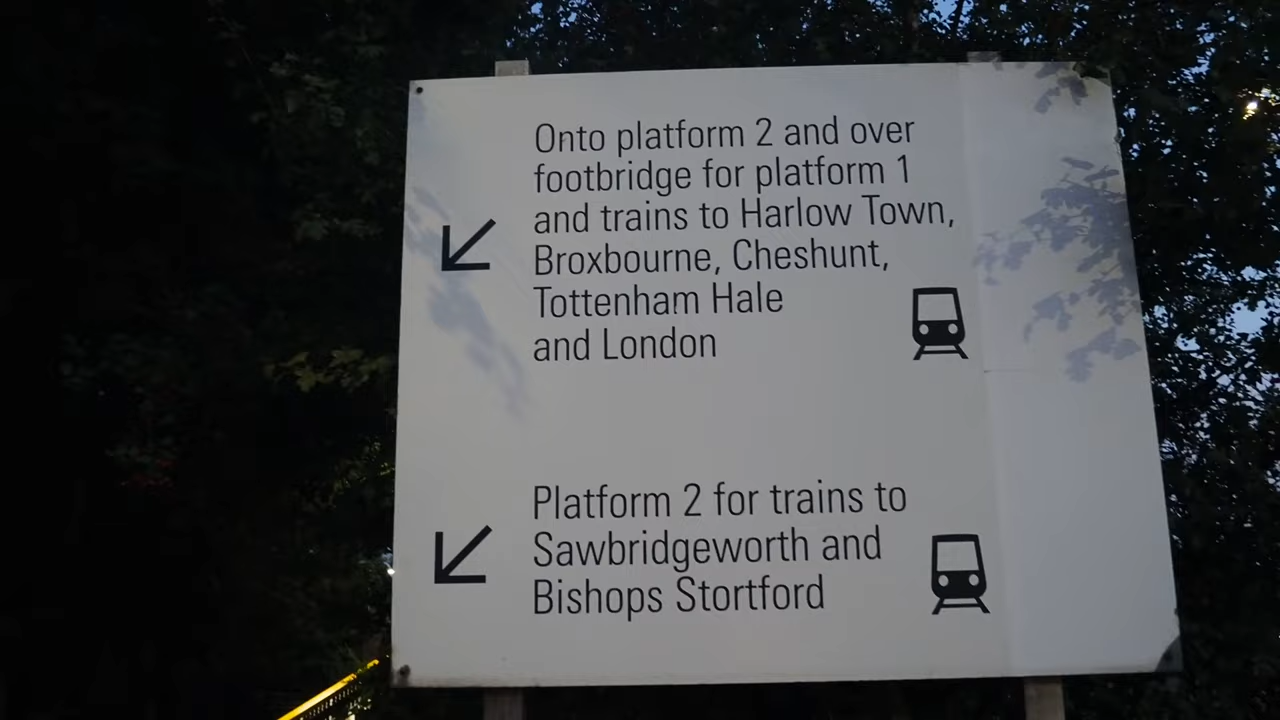 Onto platform 2 and over
footbridge for platform 1
and trains to Harlow Town,
Broxbourne, Cheshunt,
Tottenham Hale
and London
Platform 2 for trains to
Sawbridgeworth and
Bishops Stortford